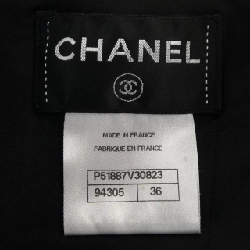 CHANEL
MADE IN FRANCE
FABRIQUE EN FRANCE
P51887V30823
94305 36